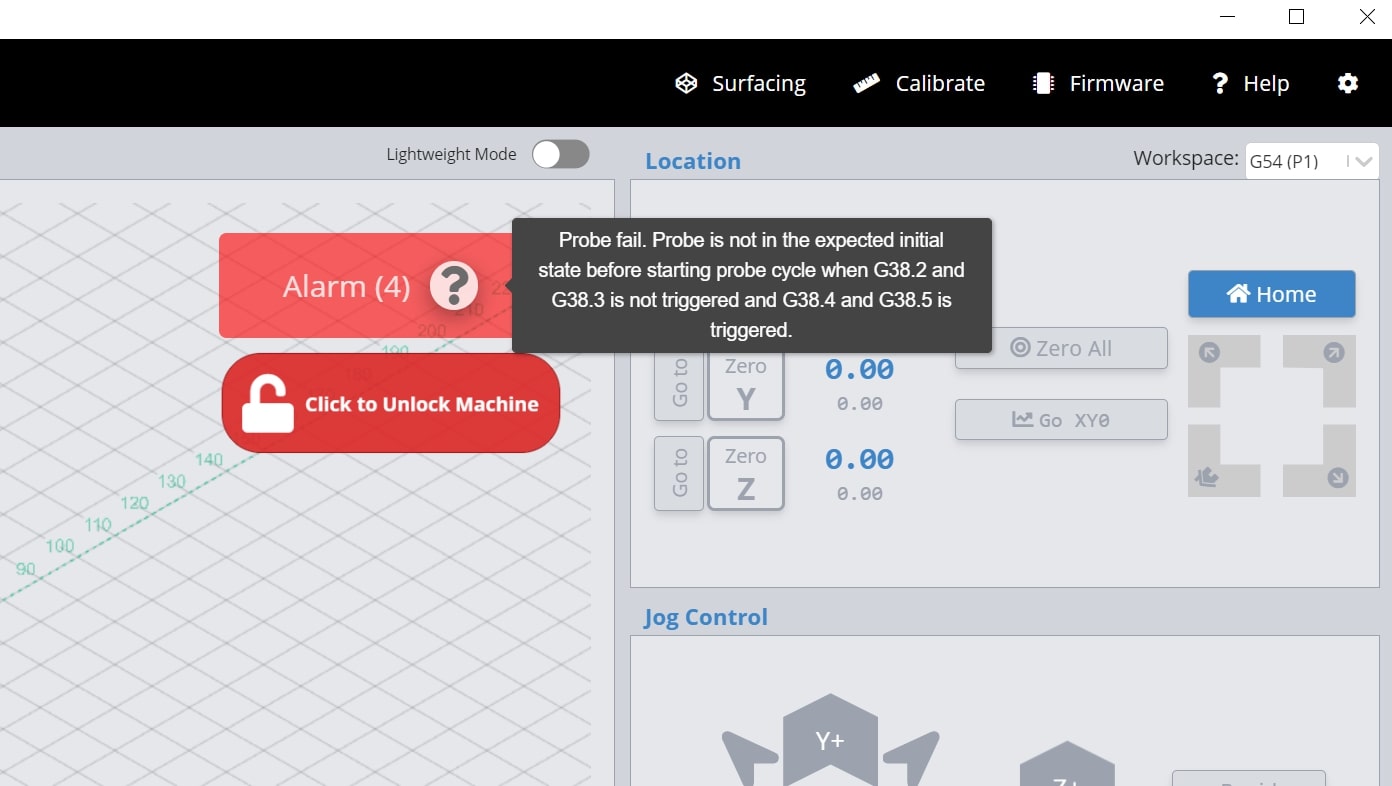 Surfacing
Calibrate
Firmware
? Help
Lightweight Mode
Location
Workspace:
G54 (P1)
Alarm (4) ?
Probe fail. Probe is not in the expected initial
state before starting probe cycle when G38.2 and
G38.3 is not triggered and G38.4 and G38.5 is
triggered.
Home
Zero All
Go to
Zero
Y
0.00
0.00
Go XY0
Click to Unlock Machine
Go to
Zero
Z
0.00
0.00
210
200
190
180
140
130
120
110
100
90
Jog Control
Y+
Z+